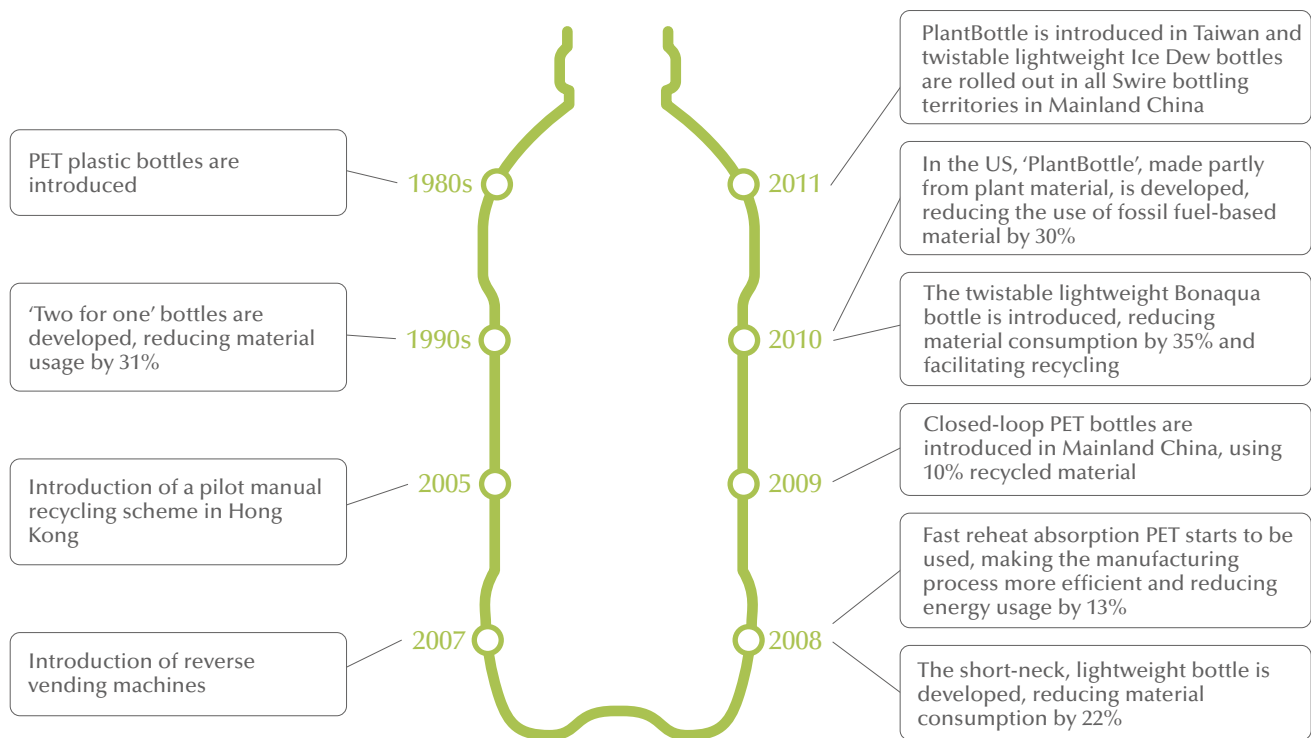 PET plastic bottles are
introduced
1980s
‘Two for one’ bottles are
developed, reducing material
usage by 31%
1990s
Introduction of a pilot manual
recycling scheme in Hong
Kong
2005
Introduction of reverse
vending machines
2007
PlantBottle is introduced in Taiwan and
twistable lightweight Ice Dew bottles
are rolled out in all Swire bottling
territories in Mainland China
2011
In the US, ‘PlantBottle’, made partly
from plant material, is developed,
reducing the use of fossil fuel-based
material by 30%
2010
The twistable lightweight Bonaqua
bottle is introduced, reducing
material consumption by 35% and
facilitating recycling
Closed-loop PET bottles are
introduced in Mainland China, using
10% recycled material
2009
Fast reheat absorption PET starts to be
used, making the manufacturing
process more efficient and reducing
energy usage by 13%
2008
The short-neck, lightweight bottle is
developed, reducing material
consumption by 22%